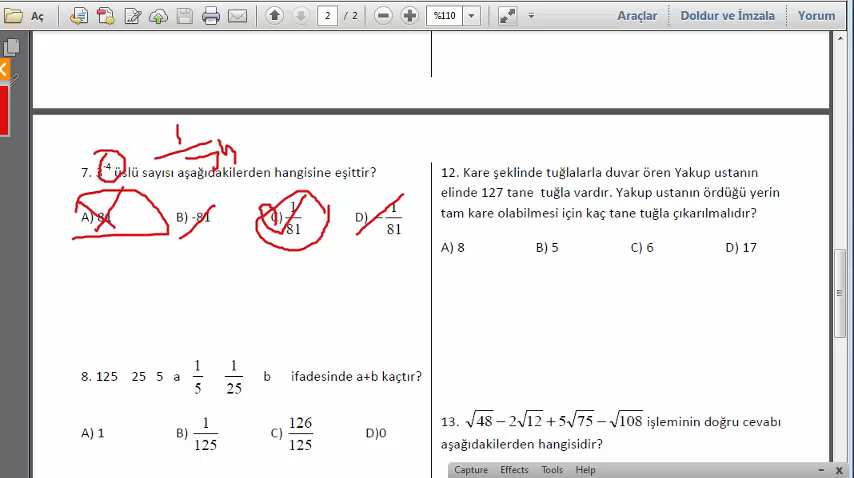 Aç
2 / 2
%110
Araçlar
Doldur ve İmzala
Yorum
7. 3⁻⁴ üslü sayısı aşağıdakilerden hangisine eşittir?
A) 81 B) -81 C) 1/81 D) -1/81
8. 125 25 5 a 1/5 1/25 b ifadesinde a+b kaçtır?
A) 1 B) 1/125 C) 126/125 D)0
12. Kare şeklinde tuğlalarla duvar ören Yakup ustanın
elinde 127 tane tuğla vardır. Yakup ustanın ördüğü yerin
tam kare olabilmesi için kaç tane tuğla çıkarılmalıdır?
A) 8 B) 5 C) 6 D) 17
13. √48 − 2√12 + 5√75 − √108 işleminin doğru cevabı
aşağıdakilerden hangisidir?
Capture Effects Tools Help